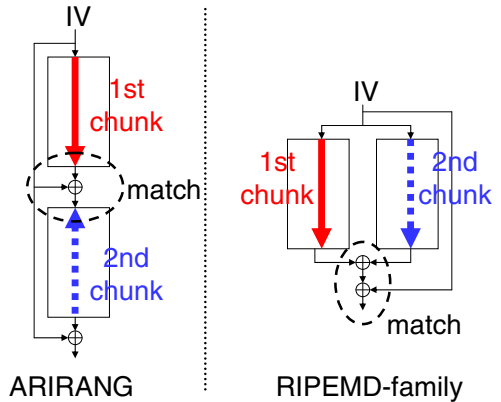 IV
1st
chunk
match
2nd
chunk
ARIRANG
IV
1st
chunk
2nd
chunk
match
RIPEMD-family